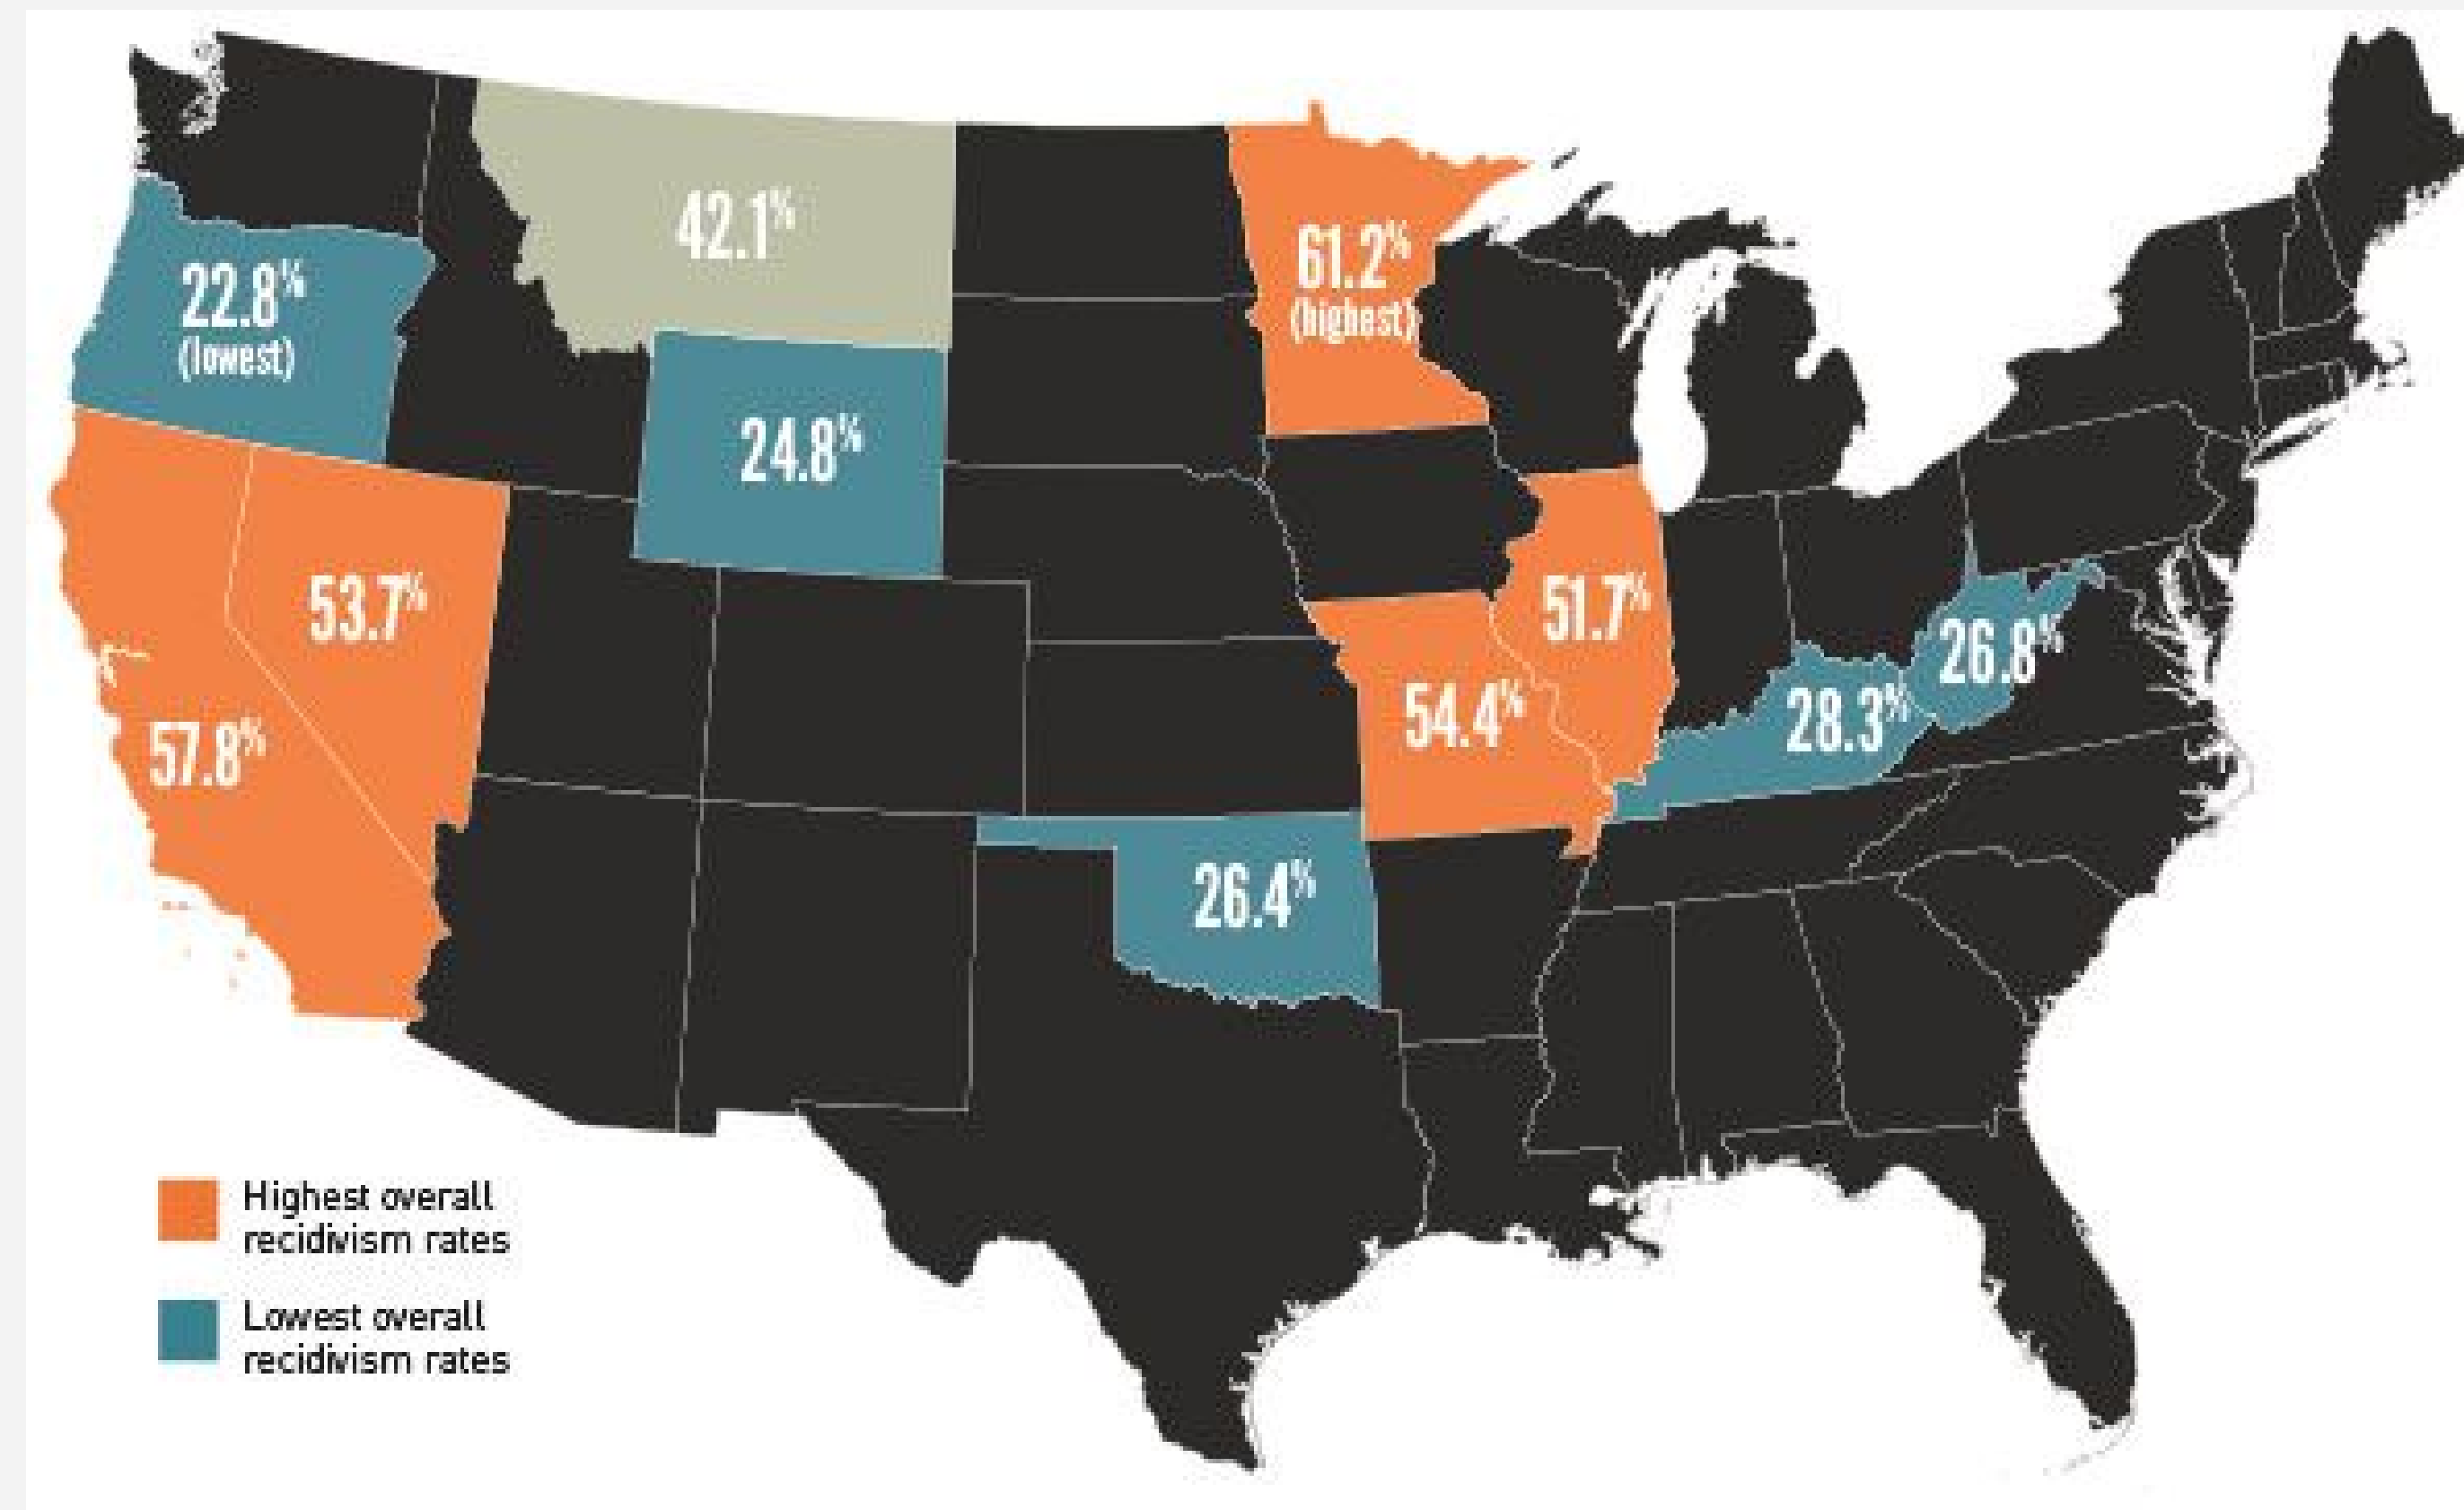 42.1%
61.2%
(highest)
22.8%
(lowest)
24.8%
53.7%
51.7%
26.8%
28.3%
54.4%
57.8%
26.4%
Highest overall
recidivism rates
Lowest overall
recidivism rates